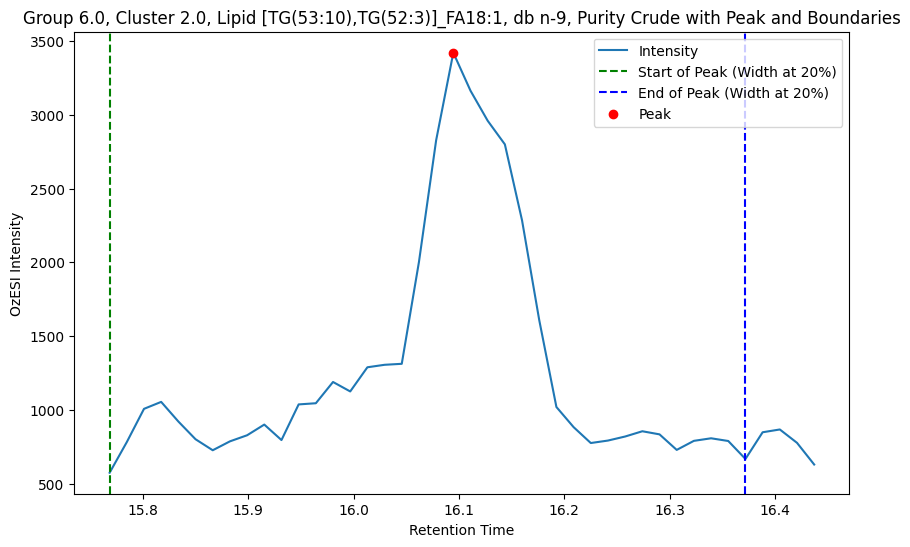 Group 6.0, Cluster 2.0, Lipid [TG(53:10),TG(52:3)]_FA18:1, db n-9, Purity Crude with Peak and Boundaries
Intensity
Start of Peak (Width at 20%)
End of Peak (Width at 20%)
Peak
OzESI Intensity
3500
3000
2500
2000
1500
1000
500
15.8 15.9 16.0 16.1 16.2 16.3 16.4
Retention Time